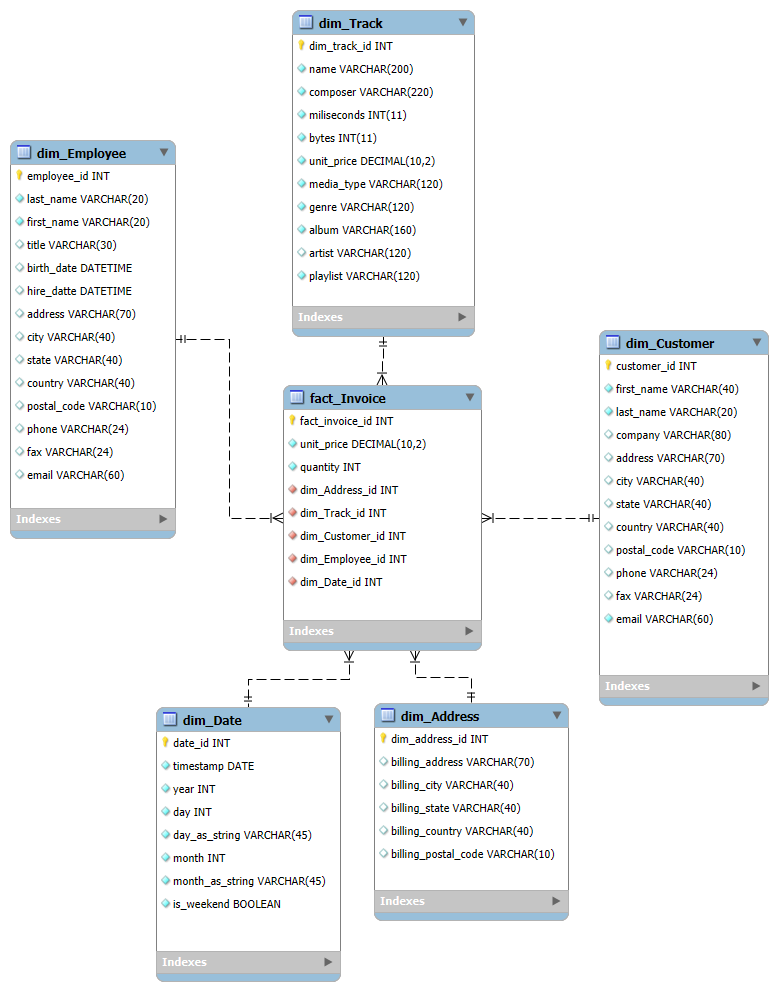 dim_Track
dim_track_id INT
name VARCHAR(200)
composer VARCHAR(220)
miliseconds INT(11)
bytes INT(11)
unit_price DECIMAL(10,2)
media_type VARCHAR(120)
genre VARCHAR(120)
album VARCHAR(160)
artist VARCHAR(120)
playlist VARCHAR(120)
Indexes
dim_Employee
employee_id INT
last_name VARCHAR(20)
first_name VARCHAR(20)
title VARCHAR(30)
birth_date DATETIME
hire_datte DATETIME
address VARCHAR(70)
city VARCHAR(40)
state VARCHAR(40)
country VARCHAR(40)
postal_code VARCHAR(10)
phone VARCHAR(24)
fax VARCHAR(24)
email VARCHAR(60)
Indexes
fact_Invoice
fact_invoice_id INT
unit_price DECIMAL(10,2)
quantity INT
dim_Address_id INT
dim_Track_id INT
dim_Customer_id INT
dim_Employee_id INT
dim_Date_id INT
Indexes
dim_Customer
customer_id INT
first_name VARCHAR(40)
last_name VARCHAR(20)
company VARCHAR(80)
address VARCHAR(70)
city VARCHAR(40)
state VARCHAR(40)
country VARCHAR(40)
postal_code VARCHAR(10)
phone VARCHAR(24)
fax VARCHAR(24)
email VARCHAR(60)
Indexes
dim_Date
date_id INT
timestamp DATE
year INT
day INT
day_as_string VARCHAR(45)
month INT
month_as_string VARCHAR(45)
is_weekend BOOLEAN
Indexes
dim_Address
dim_address_id INT
billing_address VARCHAR(70)
billing_city VARCHAR(40)
billing_state VARCHAR(40)
billing_country VARCHAR(40)
billing_postal_code VARCHAR(10)
Indexes